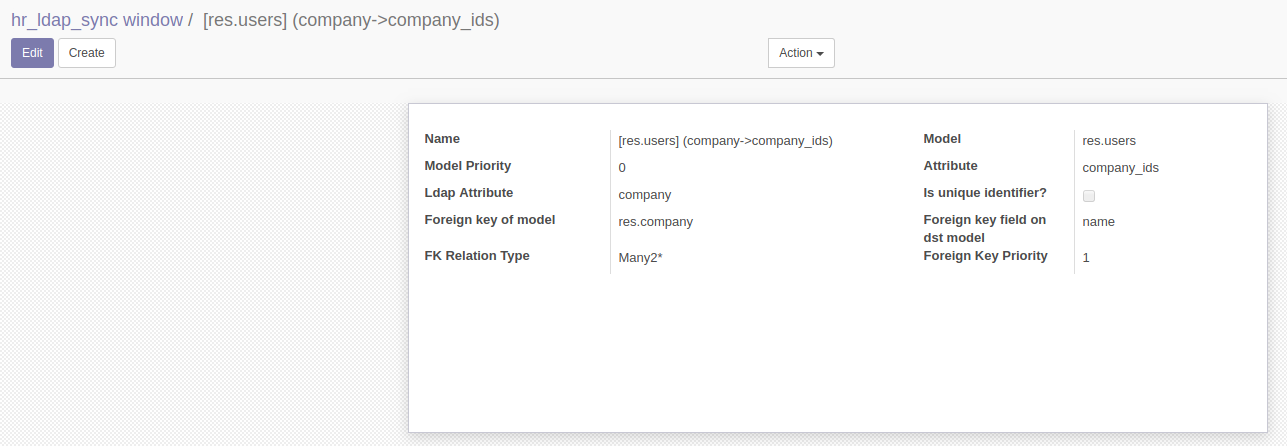 hr_ldap_sync window / [res.users] (company->company_ids)
Edit Create Action
Name [res.users] (company->company_ids) Model res.users
Model Priority 0 Attribute company_ids
Ldap Attribute company Is unique identifier?
Foreign key of model res.company Foreign key field on name
dst model
FK Relation Type Many2* Foreign Key Priority 1